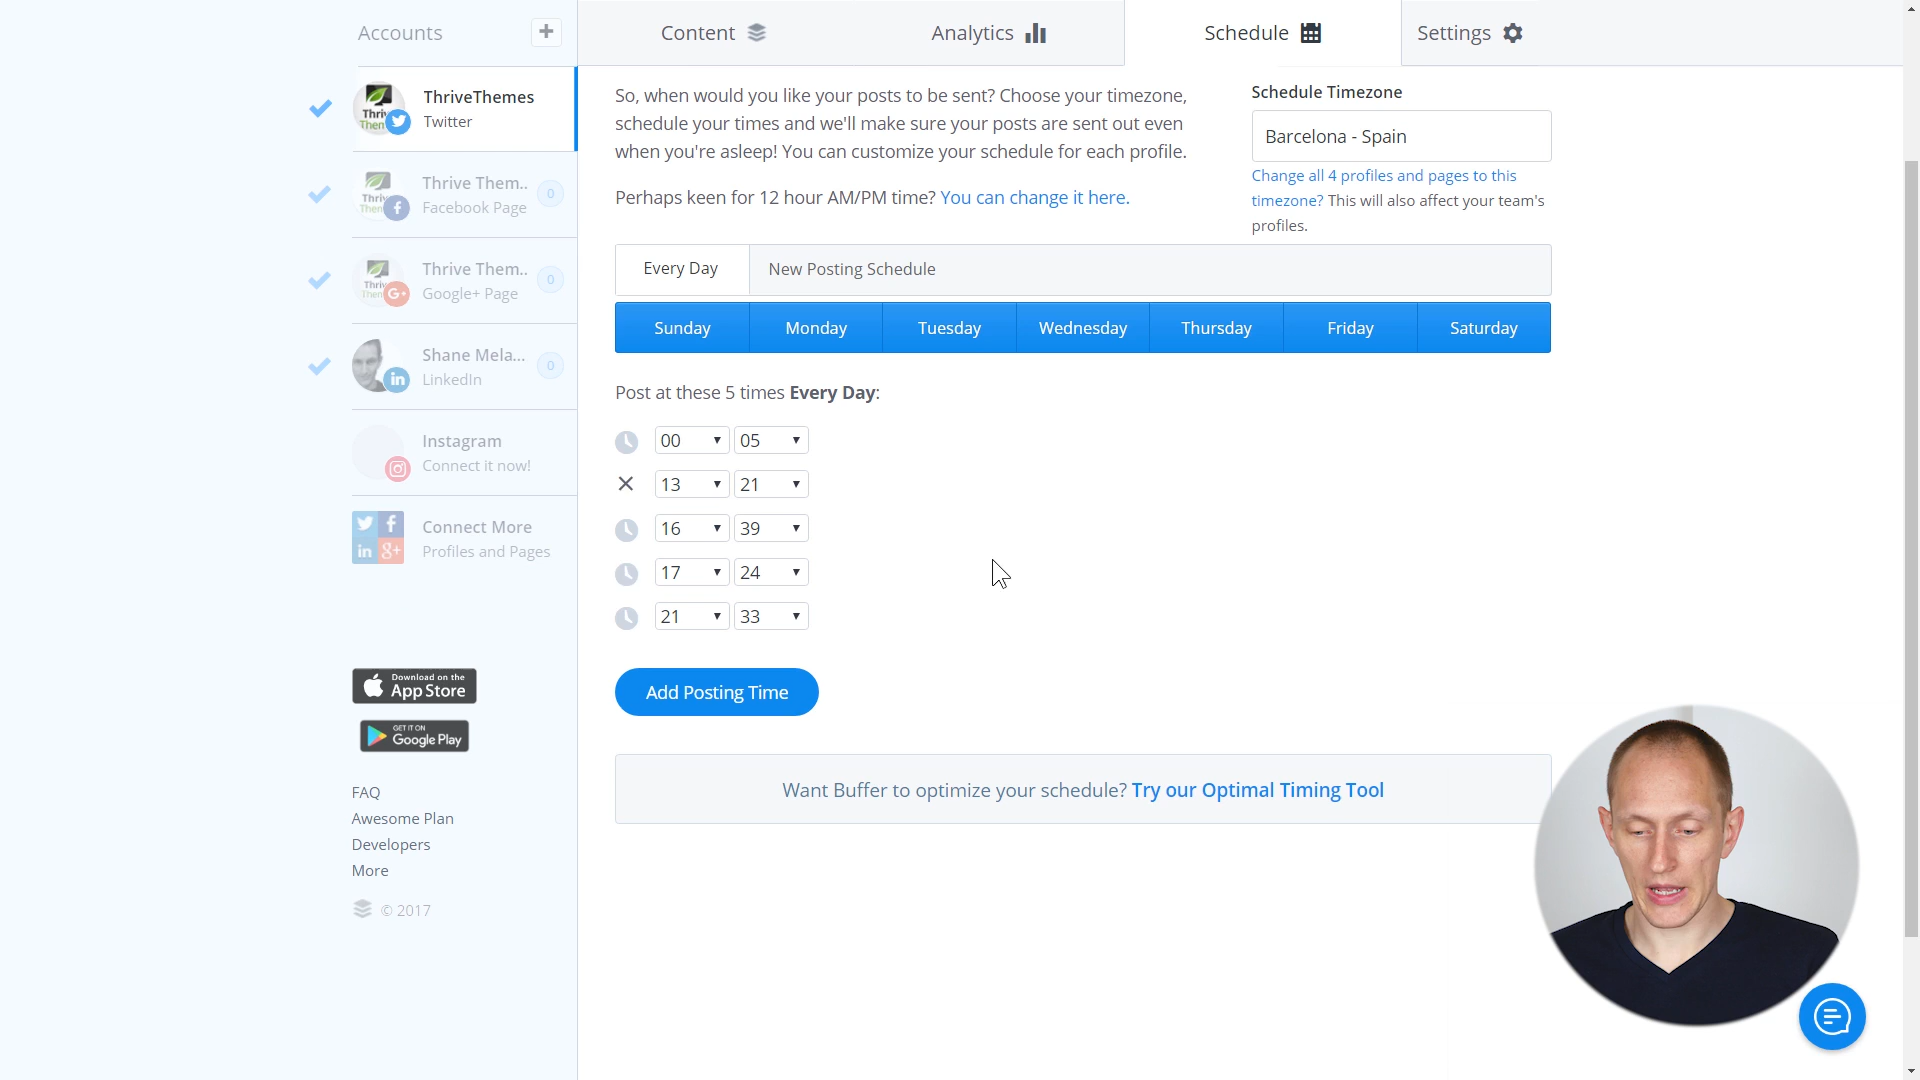 Accounts
+
Content
Analytics
Schedule
Settings
ThriveThemes
Twitter
Thrive Them..
Facebook Page
0
Thrive Them..
Google+ Page
0
Shane Mela...
LinkedIn
0
Instagram
Connect it now!
Connect More
Profiles and Pages
Download on the
App Store
GET IT ON
Google Play
FAQ
Awesome Plan
Developers
More
© 2017
So, when would you like your posts to be sent? Choose your timezone,
schedule your times and we'll make sure your posts are sent out even
when you're asleep! You can customize your schedule for each profile.
Perhaps keen for 12 hour AM/PM time? You can change it here.
Schedule Timezone
Barcelona - Spain
Change all 4 profiles and pages to this
timezone? This will also affect your team's
profiles.
Every Day
New Posting Schedule
Sunday
Monday
Tuesday
Wednesday
Thursday
Friday
Saturday
Post at these 5 times Every Day:
00 05
13 21
16 39
17 24
21 33
Add Posting Time
Want Buffer to optimize your schedule? Try our Optimal Timing Tool